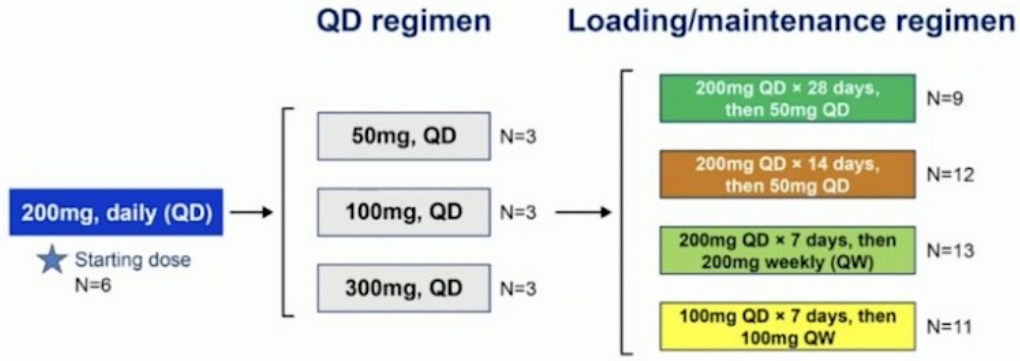 QD regimen
Loading/maintenance regimen
200mg, daily (QD)
Starting dose
N=6
50mg, QD
N=3
100mg, QD
N=3
300mg, QD
N=3
200mg QD × 28 days,
then 50mg QD
N=9
200mg QD × 14 days,
then 50mg QD
N=12
200mg QD × 7 days, then
200mg weekly (QW)
N=13
100mg QD × 7 days, then
100mg QW
N=11